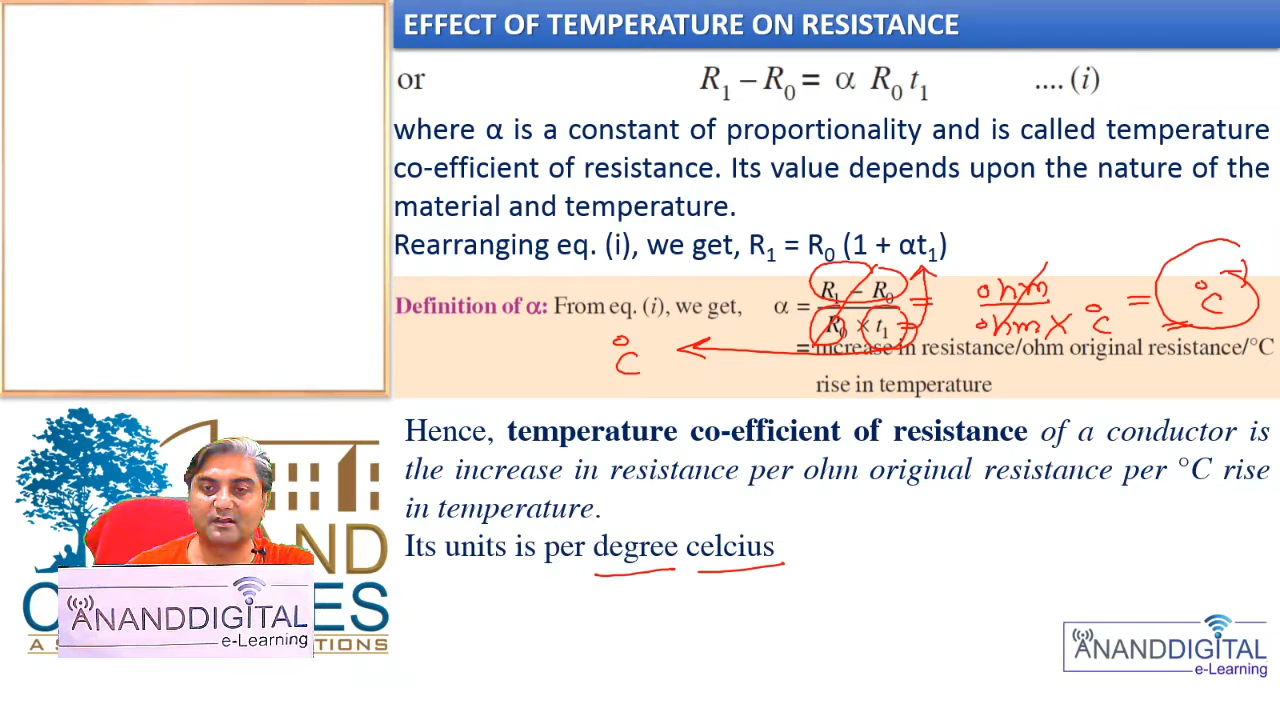 EFFECT OF TEMPERATURE ON RESISTANCE
or R₁ – R₀ = α R₀ t₁ ....(i)
where α is a constant of proportionality and is called temperature
co-efficient of resistance. Its value depends upon the nature of the
material and temperature.
Rearranging eq. (i), we get, R₁ = R₀ (1 + αt₁)
Definition of α: From eq. (i), we get, α = R₁ – R₀ / R₀ × t₁ = ohm / ohm × °C = °C
°C
= increase in resistance/ohm original resistance/°C
rise in temperature
Hence, temperature co-efficient of resistance of a conductor is
the increase in resistance per ohm original resistance per °C rise
in temperature.
Its units is per degree celcius
ANANDDIGITAL
e-Learning
ANANDDIGITAL
e-Learning